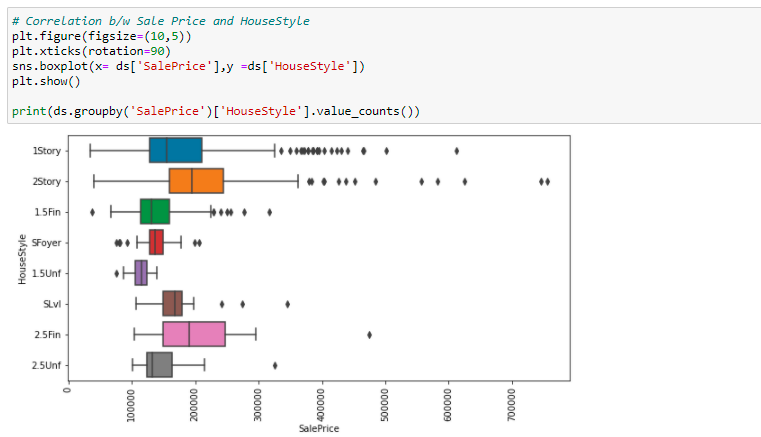 # Correlation b/w Sale Price and HouseStyle
plt.figure(figsize=(10,5))
plt.xticks(rotation=90)
sns.boxplot(x= ds['SalePrice'],y =ds['HouseStyle'])
plt.show()
print(ds.groupby('SalePrice')['HouseStyle'].value_counts())
1Story
2Story
1.5Fin
SFoyer
1.5Unf
SLvl
2.5Fin
2.5Unf
HouseStyle
0
100000
200000
300000
400000
500000
600000
700000
SalePrice